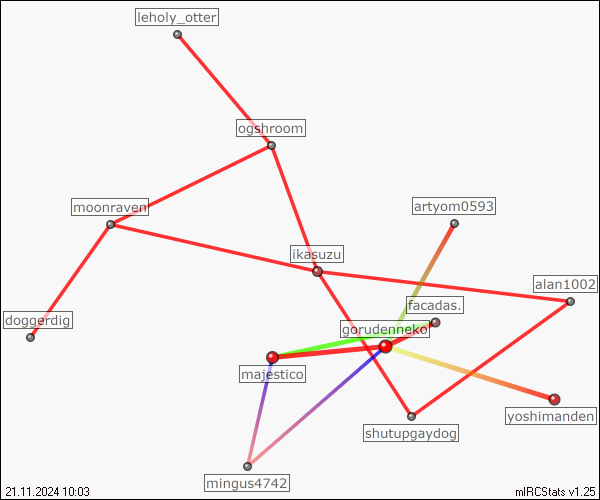 leholy_otter
ogshroom
moonraven
artyom0593
ikasuzu
alan1002
facadas.
doggerdig
gorudenneko
majestico
yoshimanden
shutupgaydog
mingus4742
21.11.2024 10:03
mIRCStats v1.25